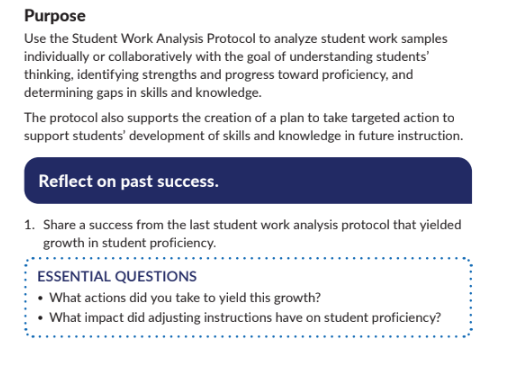 Purpose
Use the Student Work Analysis Protocol to analyze student work samples
individually or collaboratively with the goal of understanding students'
thinking, identifying strengths and progress toward proficiency, and
determining gaps in skills and knowledge.
The protocol also supports the creation of a plan to take targeted action to
support students' development of skills and knowledge in future instruction.
Reflect on past success.
1. Share a success from the last student work analysis protocol that yielded
growth in student proficiency.
ESSENTIAL QUESTIONS
• What actions did you take to yield this growth?
• What impact did adjusting instructions have on student proficiency?